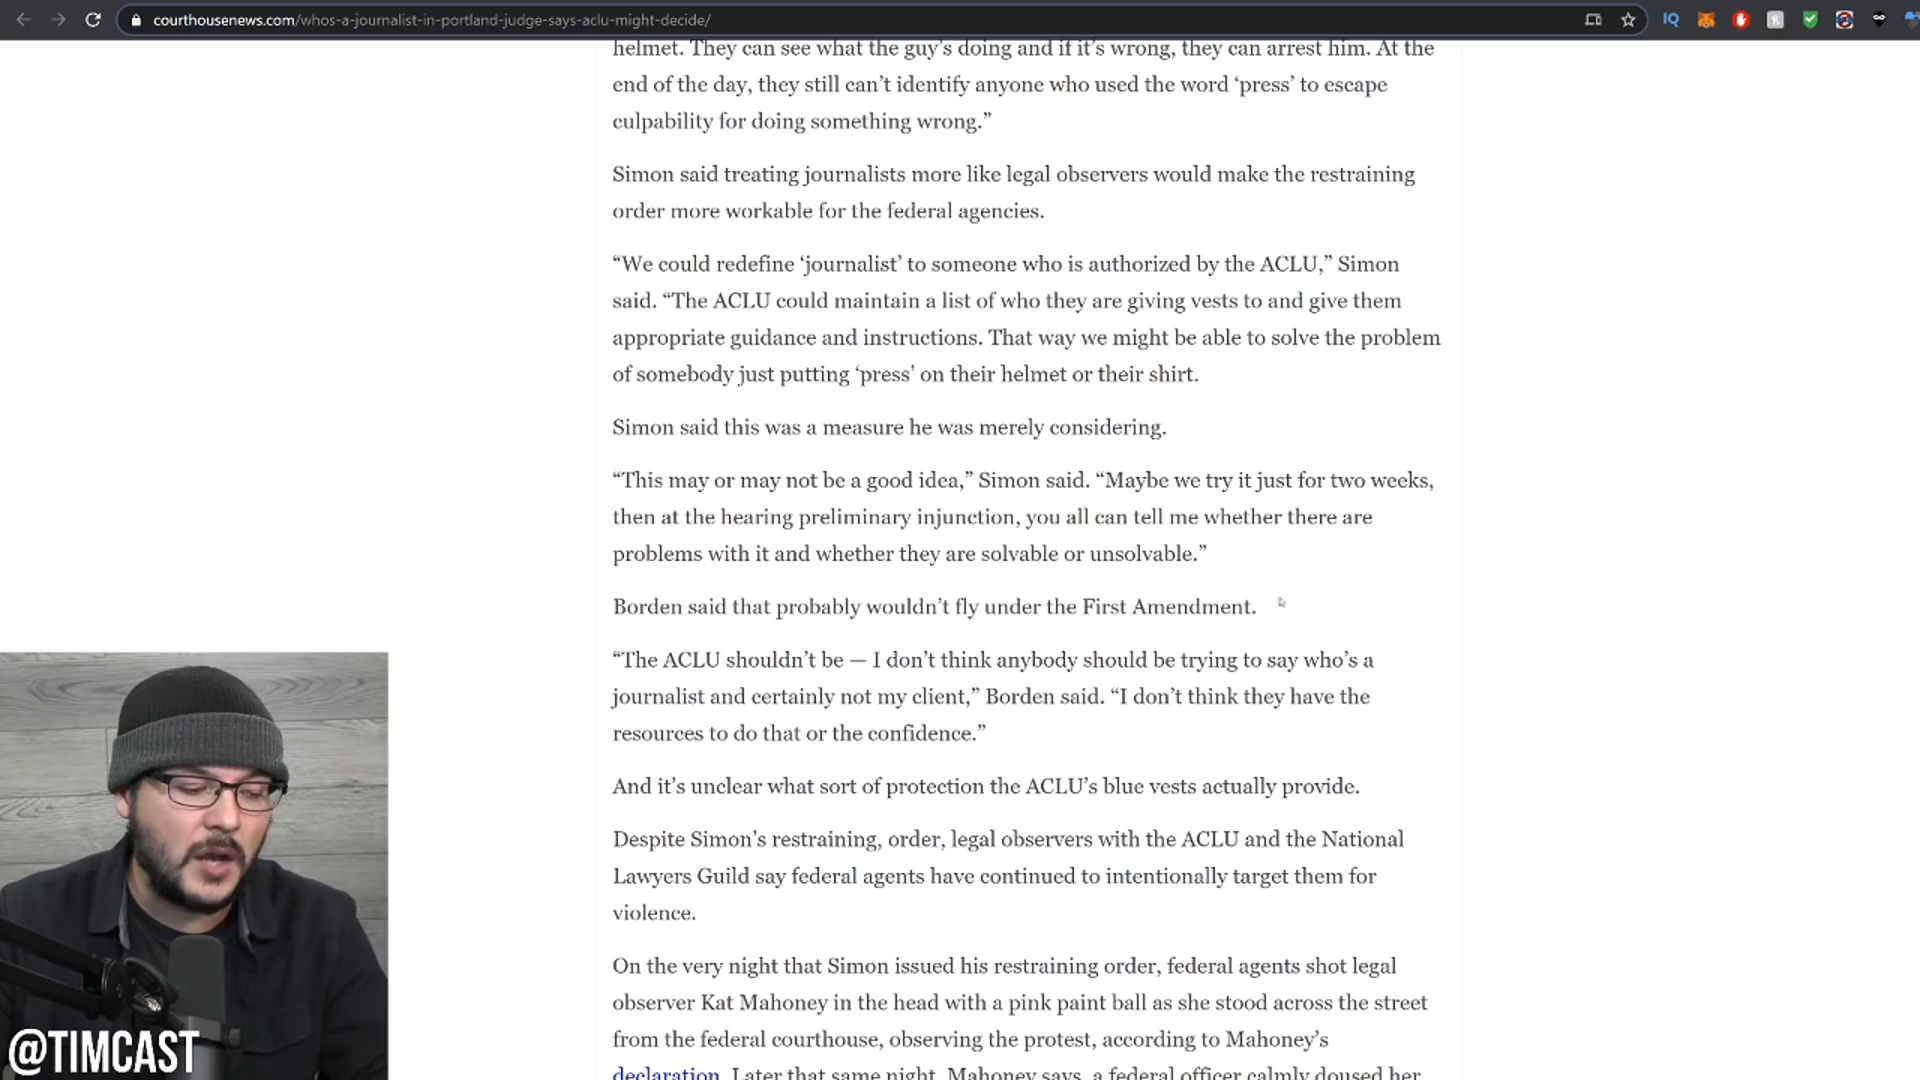 courthousenews.com/whos-a-journalist-in-portland-judge-says-aclu-might-decide/
IQ
helmet. They can see what the guy's doing and if it's wrong, they can arrest him. At the
end of the day, they still can't identify anyone who used the word ‘press’ to escape
culpability for doing something wrong.”
Simon said treating journalists more like legal observers would make the restraining
order more workable for the federal agencies.
“We could redefine ‘journalist’ to someone who is authorized by the ACLU,” Simon
said. “The ACLU could maintain a list of who they are giving vests to and give them
appropriate guidance and instructions. That way we might be able to solve the problem
of somebody just putting ‘press’ on their helmet or their shirt.
Simon said this was a measure he was merely considering.
“This may or may not be a good idea,” Simon said. “Maybe we try it just for two weeks,
then at the hearing preliminary injunction, you all can tell me whether there are
problems with it and whether they are solvable or unsolvable.”
Borden said that probably wouldn't fly under the First Amendment.
“The ACLU shouldn't be — I don't think anybody should be trying to say who's a
journalist and certainly not my client,” Borden said. “I don't think they have the
resources to do that or the confidence.”
And it's unclear what sort of protection the ACLU's blue vests actually provide.
Despite Simon's restraining, order, legal observers with the ACLU and the National
Lawyers Guild say federal agents have continued to intentionally target them for
violence.
On the very night that Simon issued his restraining order, federal agents shot legal
observer Kat Mahoney in the head with a pink paint ball as she stood across the street
from the federal courthouse, observing the protest, according to Mahoney's
declaration. Later that same night, Mahoney says, a federal officer calmly doused her
@TIMCAST